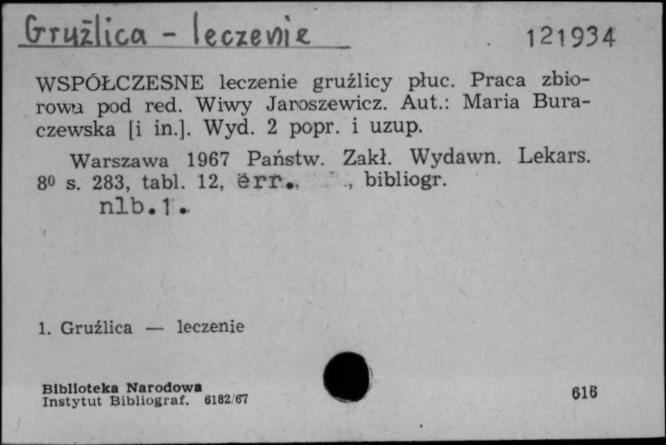 Gruźlica - leczenie
121934
WSPÓŁCZESNE leczenie gruźlicy płuc. Praca zbio-
rowa pod red. Wiwy Jaroszewicz. Aut.: Maria Bura-
czewska [i in.]. Wyd. 2 popr. i uzup.
Warszawa 1967 Państw. Zakł. Wydawn. Lekars.
8⁰ s. 283, tabl. 12, err., bibliogr.
nlb.1.
1. Gruźlica — leczenie
Biblioteka Narodowa
Instytut Bibliograf. 6182/67
616